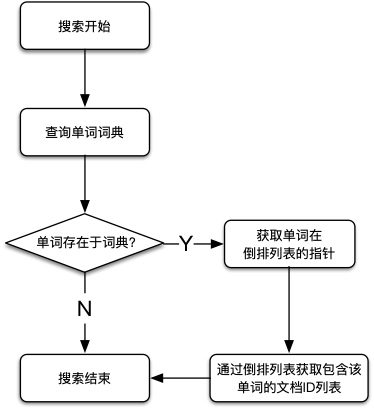 搜索开始
查询单词词典
单词存在于词典?
Y
获取单词在
倒排列表的指针
N
搜索结束
通过倒排列表获取包含该
单词的文档ID列表